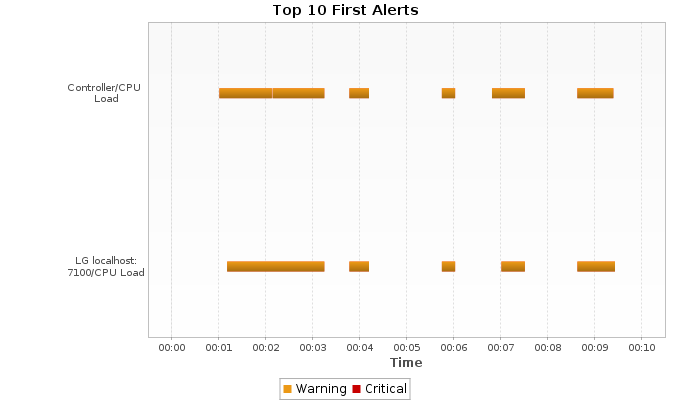 Top 10 First Alerts
Controller/CPU
Load
LG localhost:
7100/CPU Load
00:00 00:01 00:02 00:03 00:04 00:05 00:06 00:07 00:08 00:09 00:10
Time
Warning Critical